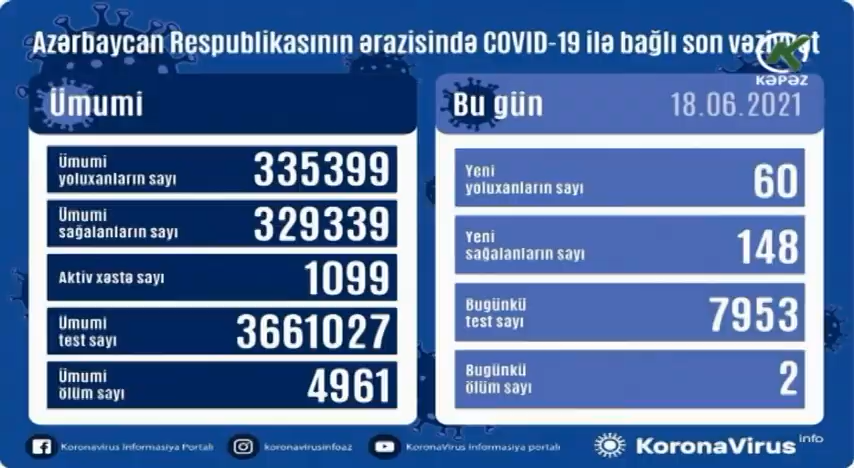 Azərbaycan Respublikasının ərazisində COVID-19 ilə bağlı son vəziyyət
KƏPƏZ
Ümumi
Ümumi
yoluxanların sayı
335399
Ümumi
sağalanların sayı
329339
Aktiv xəstə sayı
1099
Ümumi
test sayı
3661027
Ümumi
ölüm sayı
4961
Bu gün
18.06.2021
Yeni
yoluxanların sayı
60
Yeni
sağalanların sayı
148
Bugünkü
test sayı
7953
Bugünkü
ölüm sayı
2
Koronavirus İnformasiya Portalı
koronavirusinfoaz
KoronaVirus İnformasiya portalı
KoronaVirus info